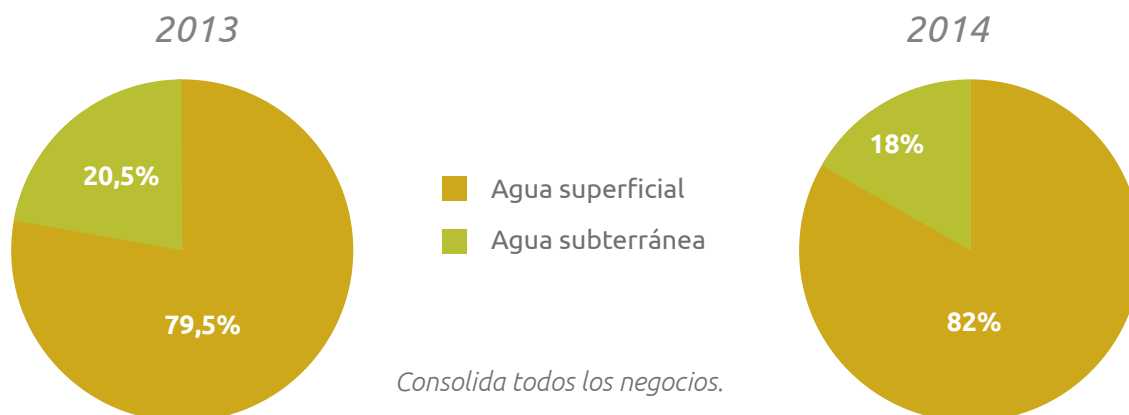 2013
2014
20,5%
79,5%
Agua superficial
Agua subterránea
18%
82%
Consolida todos los negocios.